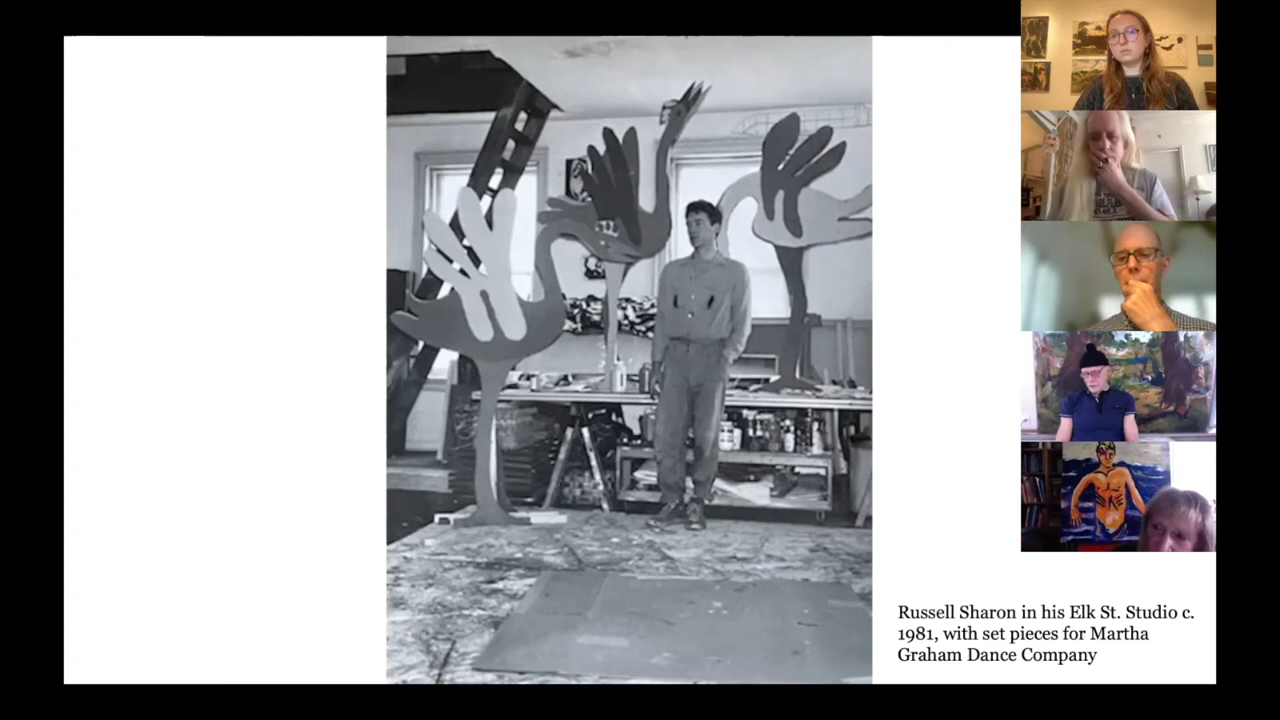 Russell Sharon in his Elk St. Studio c.
1981, with set pieces for Martha
Graham Dance Company